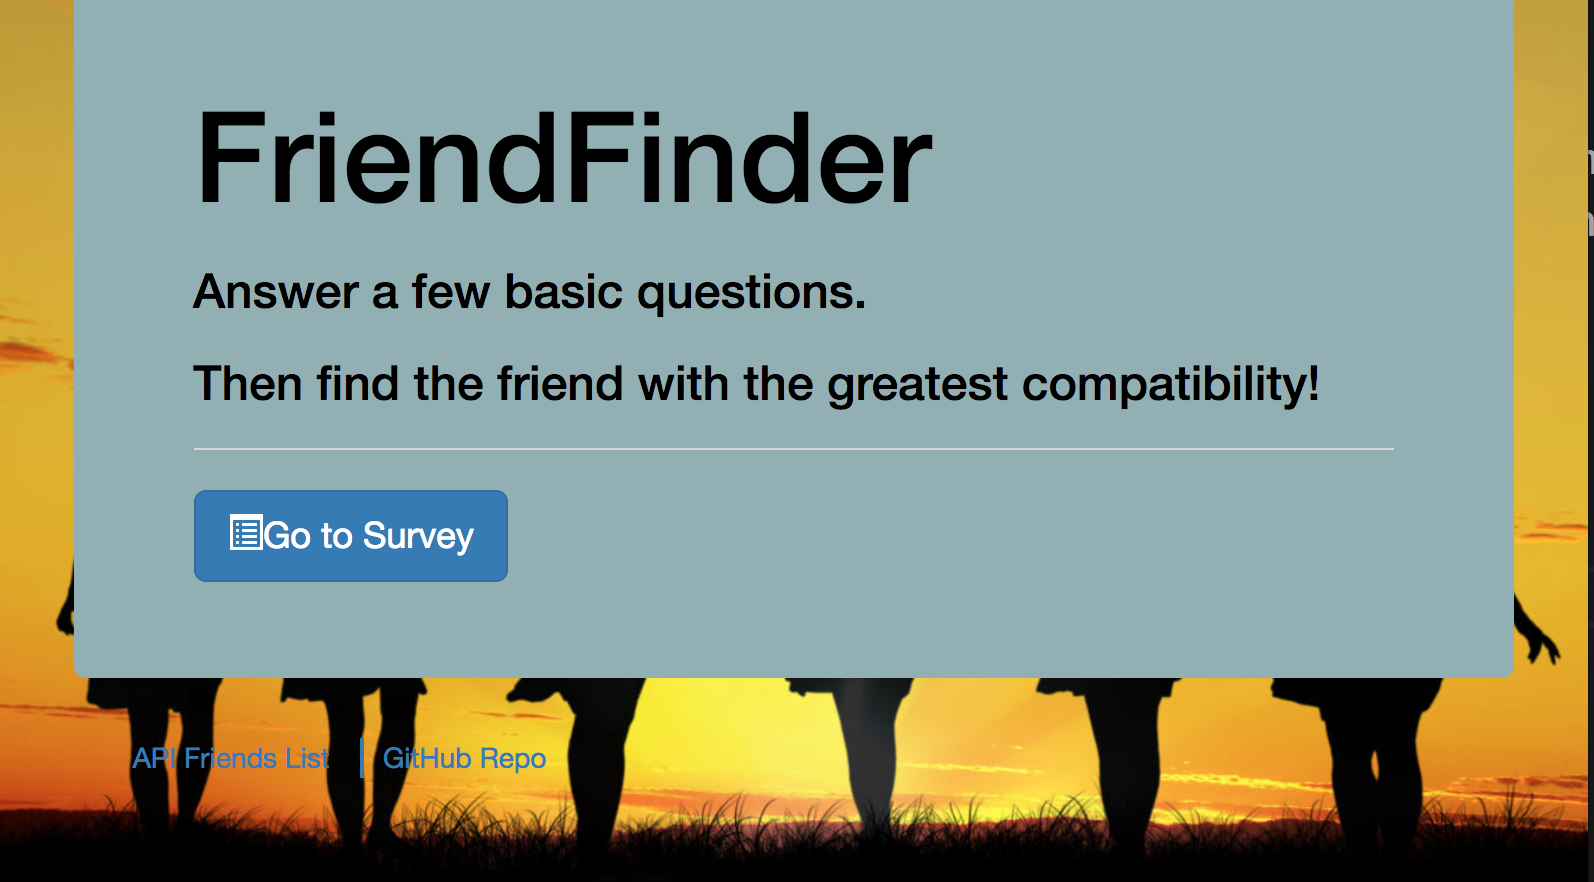 FriendFinder
Answer a few basic questions.
Then find the friend with the greatest compatibility!
Go to Survey
API Friends List
GitHub Repo